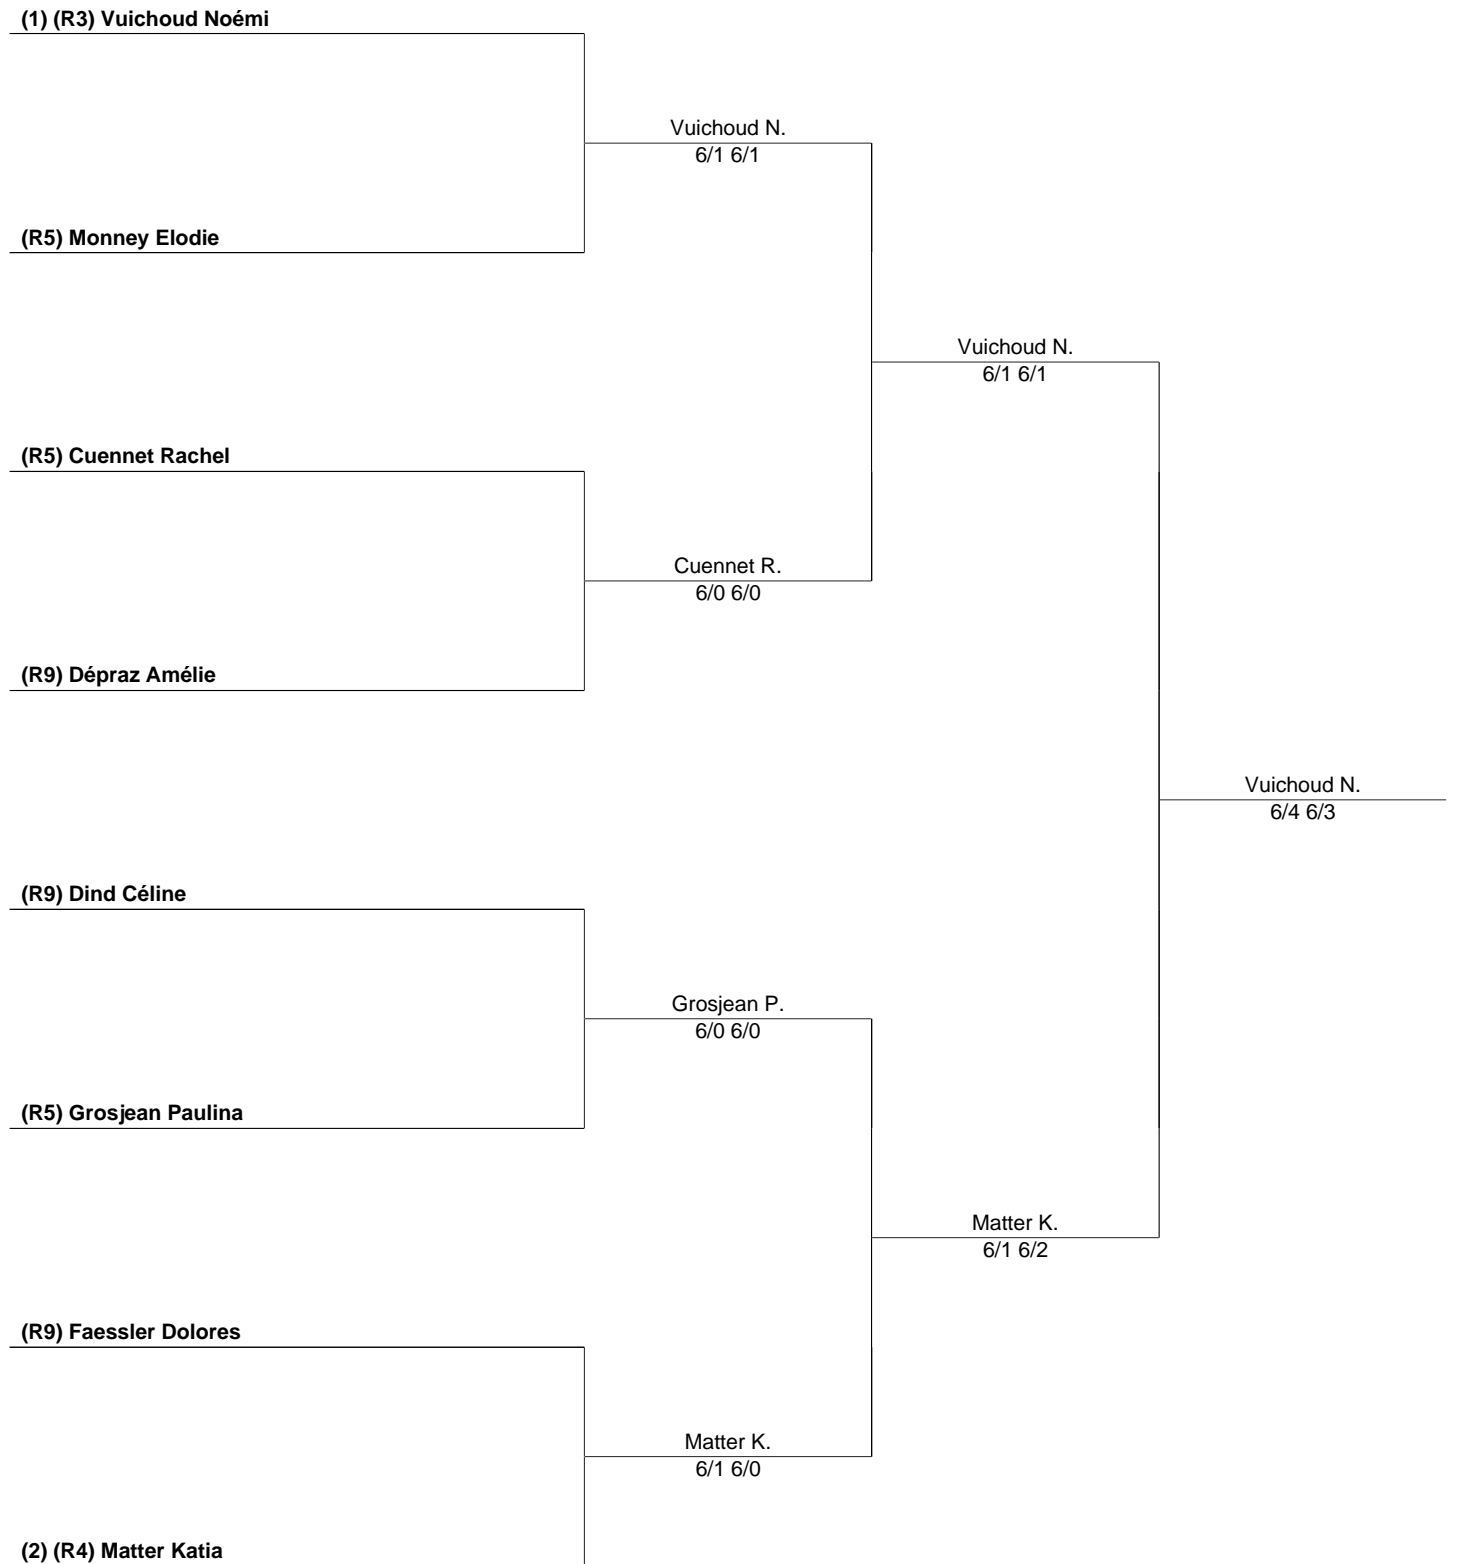 (1) (R3) Vuichoud Noémi
Vuichoud N.
6/1 6/1
(R5) Monney Elodie
Vuichoud N.
6/1 6/1
(R5) Cuennet Rachel
Cuennet R.
6/0 6/0
(R9) Dépraz Amélie
Vuichoud N.
6/4 6/3
(R9) Dind Céline
Grosjean P.
6/0 6/0
(R5) Grosjean Paulina
Matter K.
6/1 6/2
(R9) Faessler Dolores
Matter K.
6/1 6/0
(2) (R4) Matter Katia